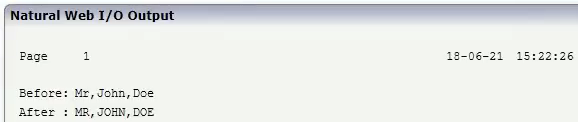 Natural Web I/O Output
Page 1 18-06-21 15:22:26
Before: Mr,John,Doe
After : MR,JOHN,DOE